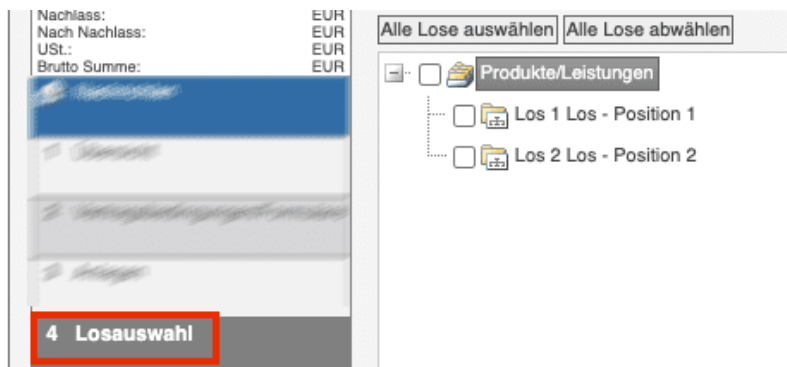 Nachlass: EUR
Nach Nachlass: EUR
USt.: EUR
Brutto Summe: EUR
4 Losauswahl
Alle Lose auswählen Alle Lose abwählen
Produkte/Leistungen
Los 1 Los - Position 1
Los 2 Los - Position 2